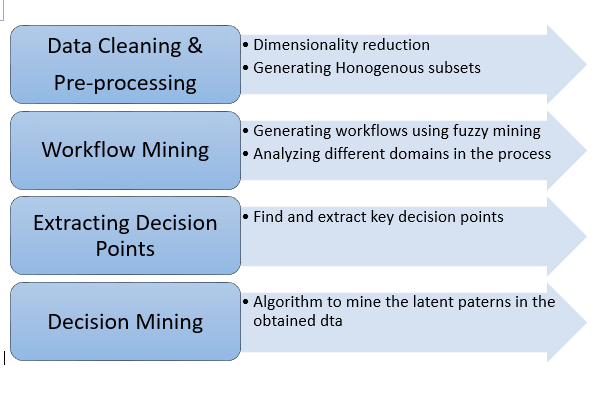 Data Cleaning &
Pre-processing
• Dimensionality reduction
• Generating Honogenous subsets
Workflow Mining
• Generating workflows using fuzzy mining
• Analyzing different domains in the process
Extracting Decision
Points
• Find and extract key decision points
Decision Mining
• Algorithm to mine the latent paterns in the
obtained dta